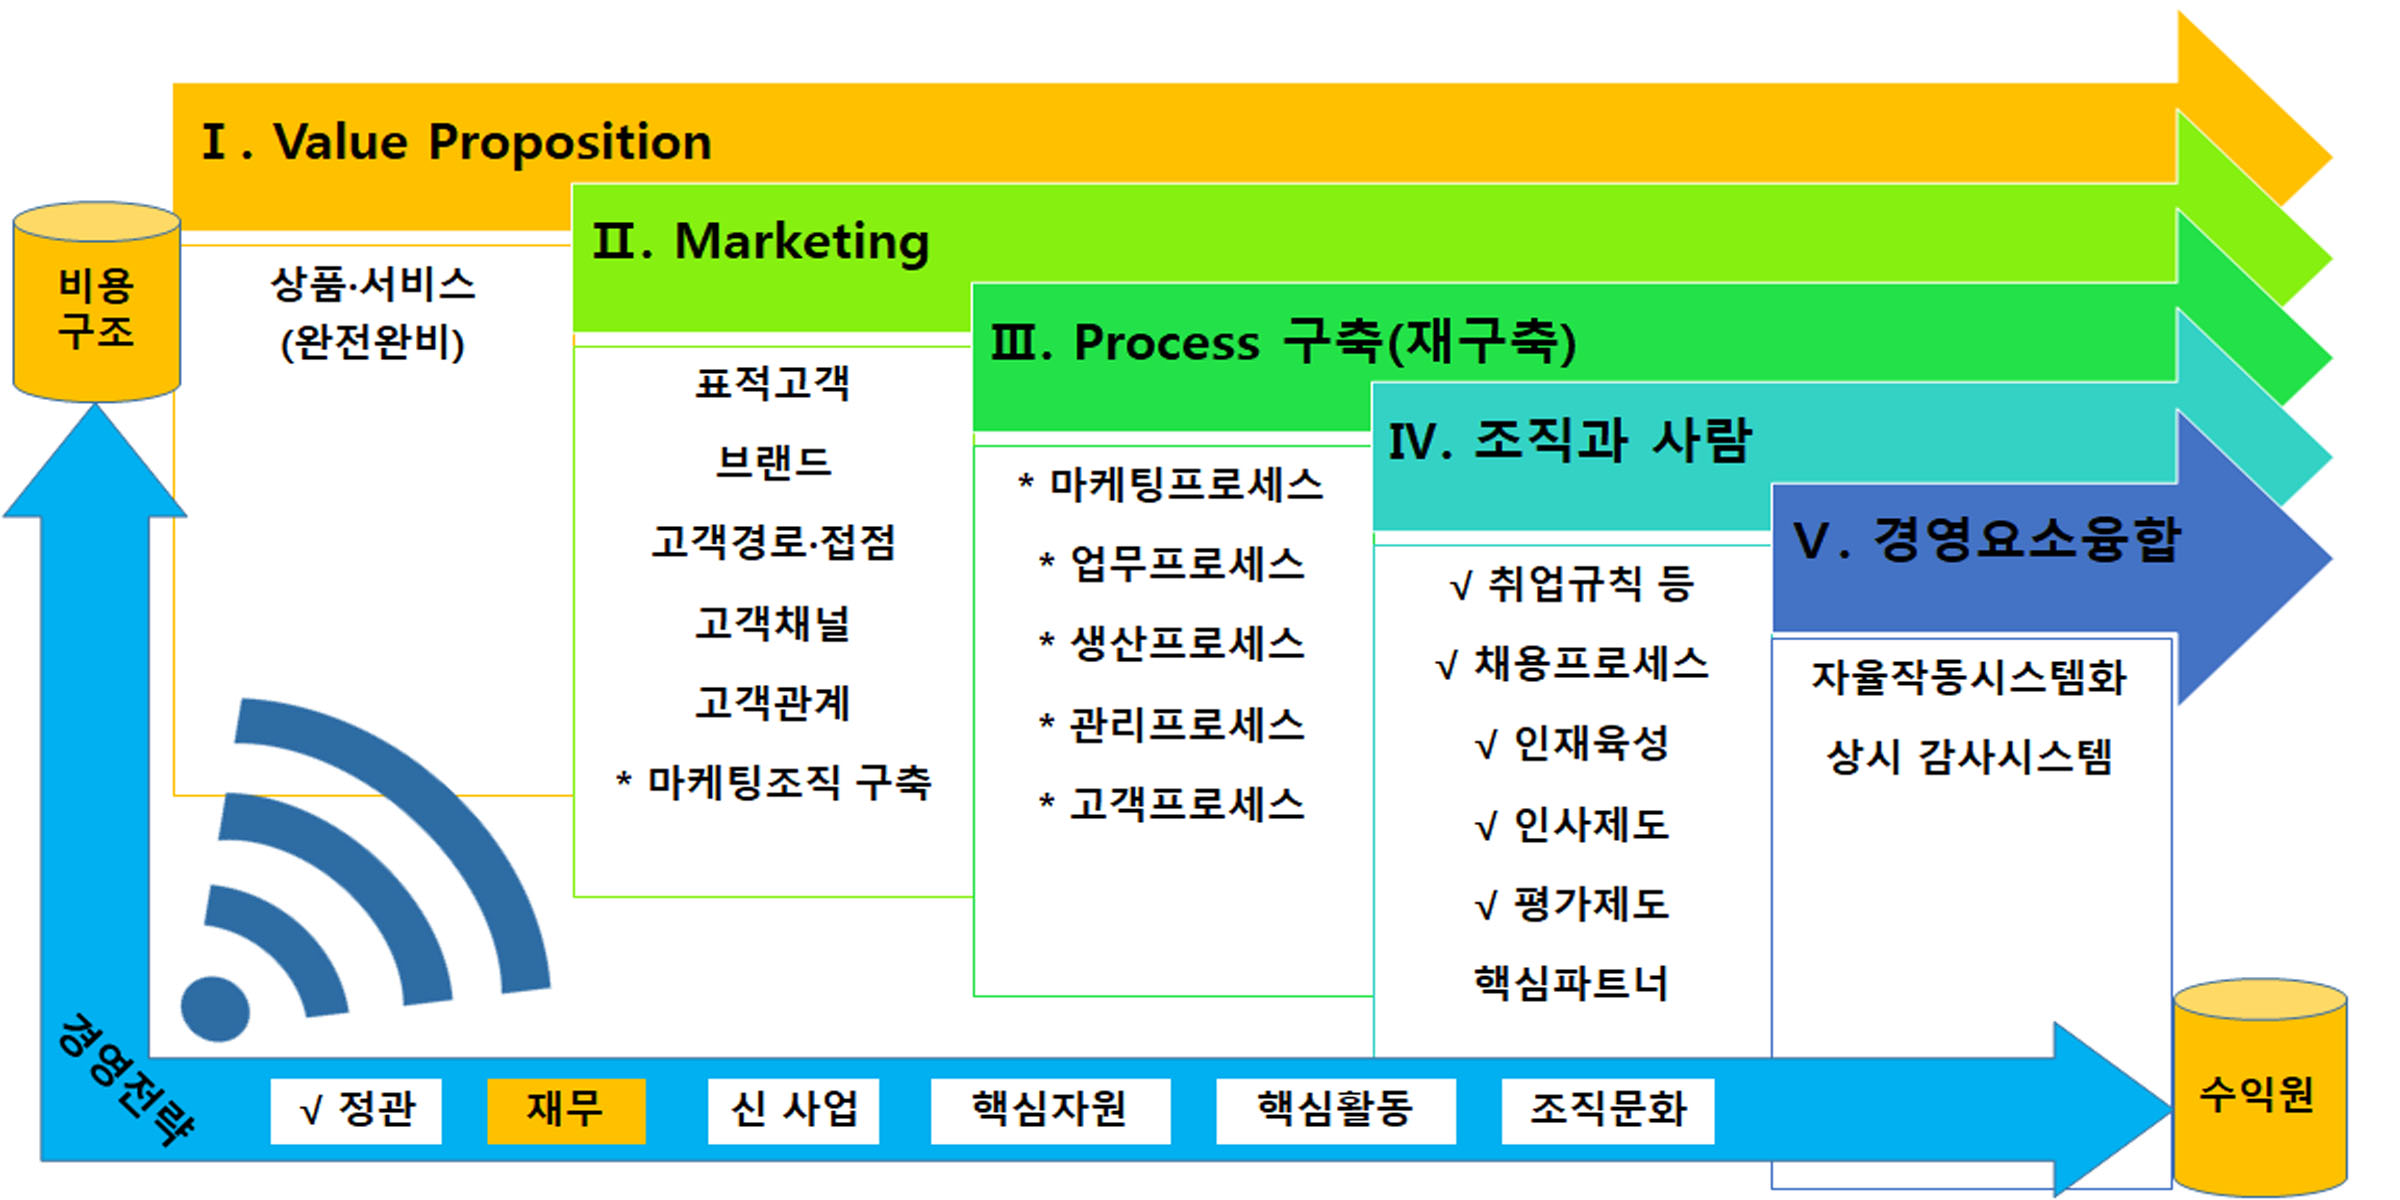 Ⅰ. Value Proposition
Ⅱ. Marketing
Ⅲ. Process 구축(재구축)
Ⅳ. 조직과 사람
Ⅴ. 경영요소융합
비용
구조
상품·서비스
(완전완비)
표적고객
브랜드
고객경로·접점
고객채널
고객관계
* 마케팅조직 구축
* 마케팅프로세스
* 업무프로세스
* 생산프로세스
* 관리프로세스
* 고객프로세스
√ 취업규칙 등
√ 채용프로세스
√ 인재육성
√ 인사제도
√ 평가제도
핵심파트너
자율작동시스템화
상시 감사시스템
경영전략
√ 정관
재무
신 사업
핵심자원
핵심활동
조직문화
수익원